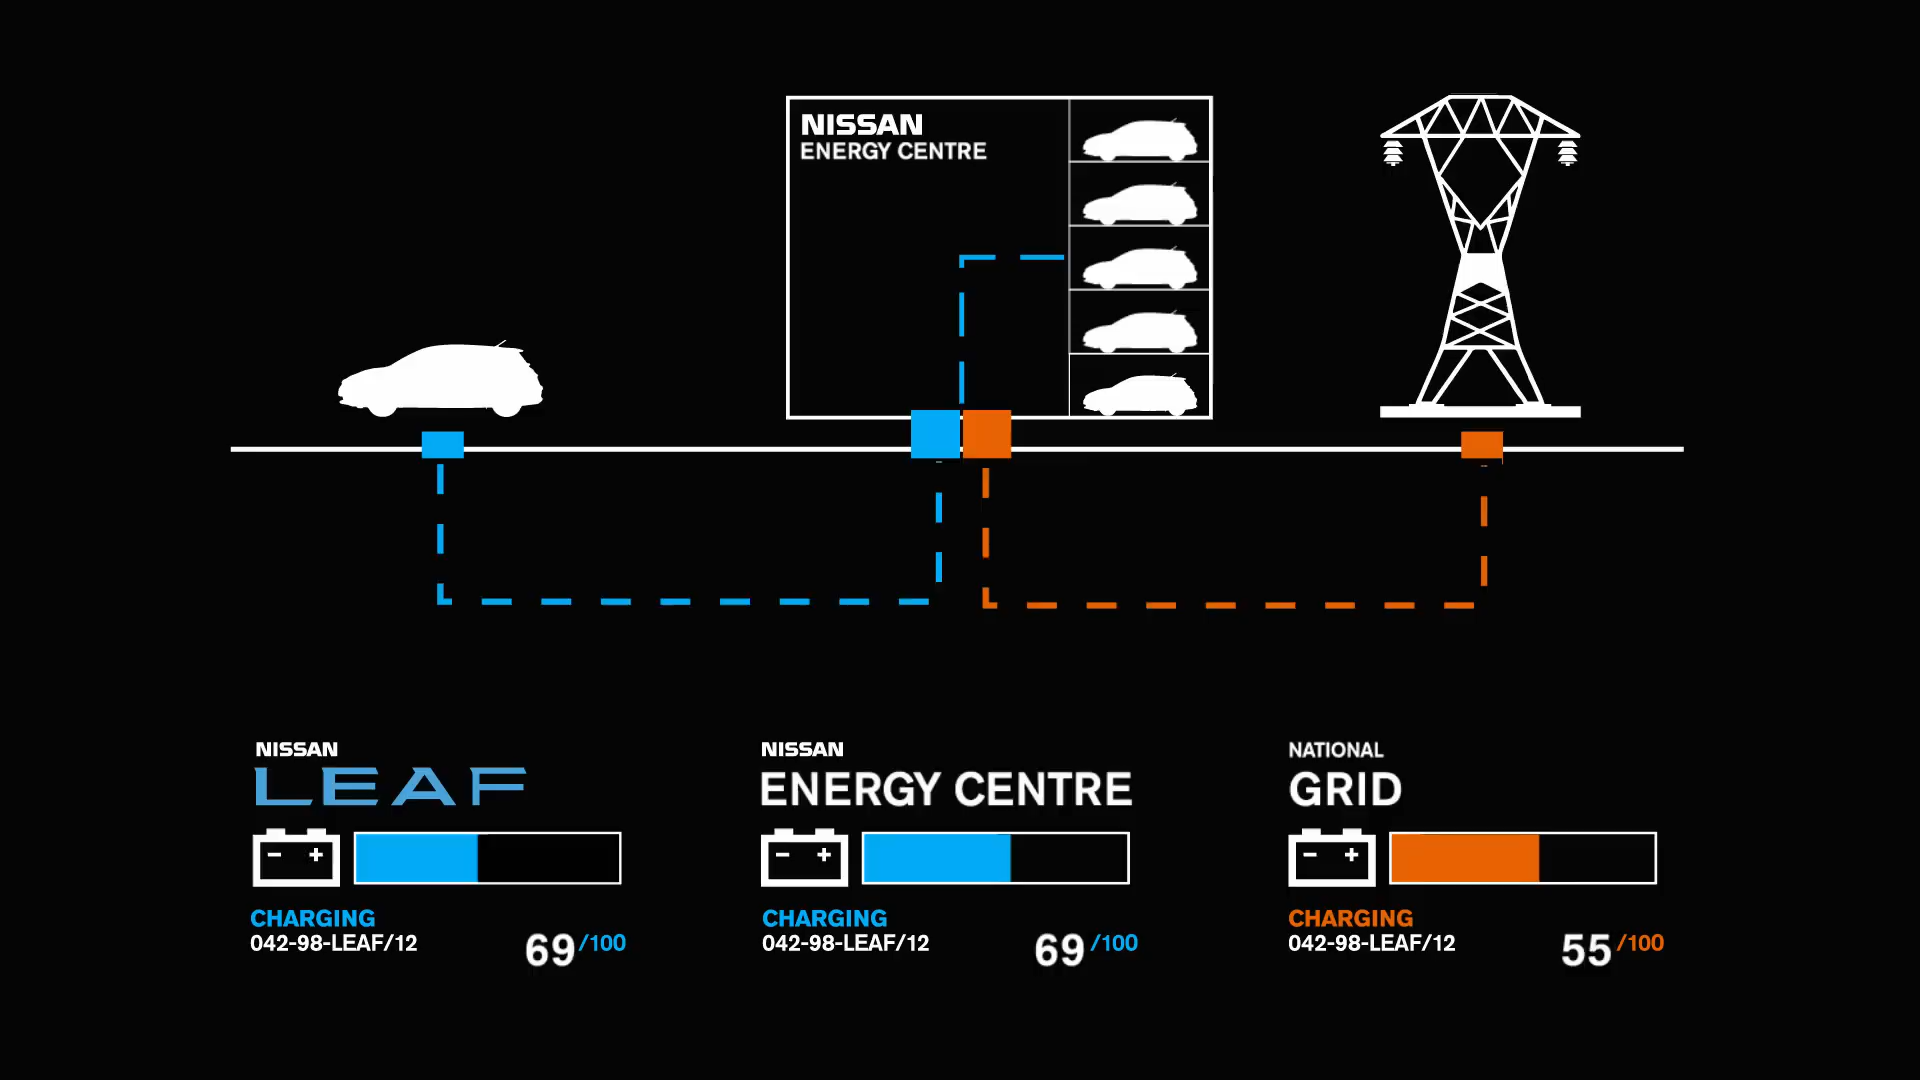 NISSAN
ENERGY CENTRE
NISSAN
LEAF
- +
CHARGING
042-98-LEAF/12
69/100
NISSAN
ENERGY CENTRE
- +
CHARGING
042-98-LEAF/12
69/100
NATIONAL
GRID
- +
CHARGING
042-98-LEAF/12
55/100